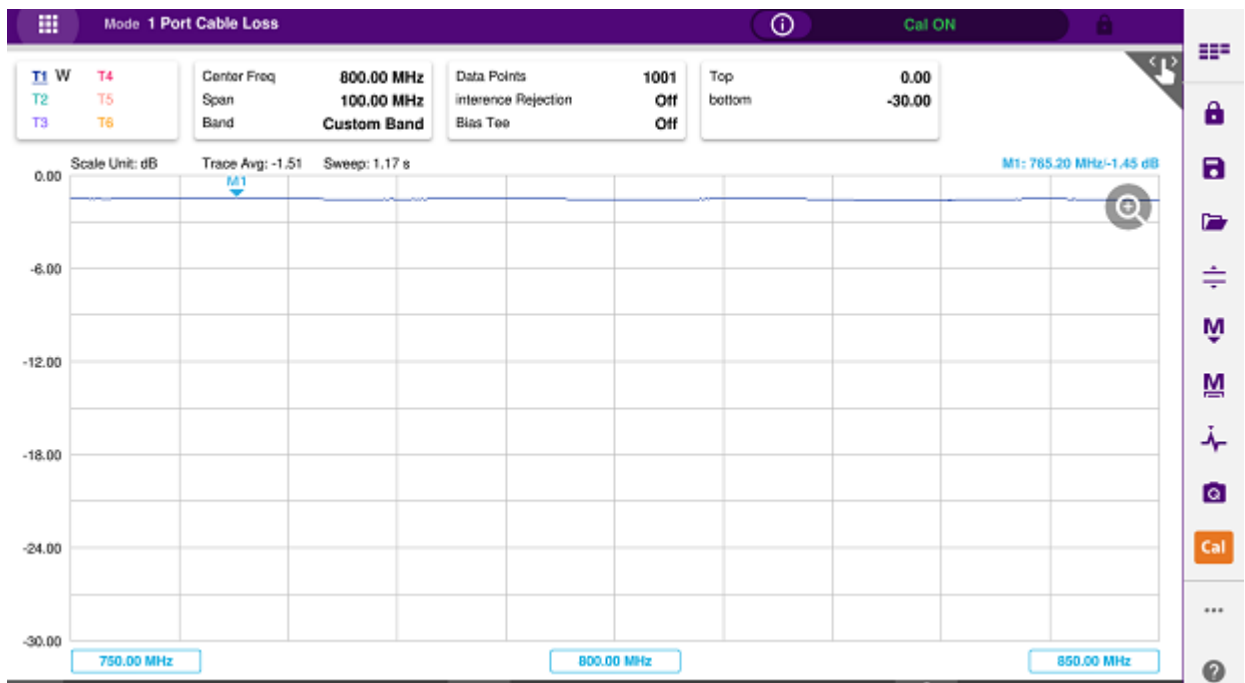 Mode 1 Port Cable Loss
Cal ON
T1 W T4
T2 T5
T3 T6
Center Freq 800.00 MHz
Span 100.00 MHz
Band Custom Band
Data Points 1001
interence Rejection Off
Bias Tee Off
Top 0.00
bottom -30.00
Scale Unit: dB Trace Avg: -1.51 Sweep: 1.17 s M1: 765.20 MHz/-1.45 dB
0.00
M1
-6.00
-12.00
-18.00
-24.00
-30.00
750.00 MHz 800.00 MHz 850.00 MHz
M
M
Cal